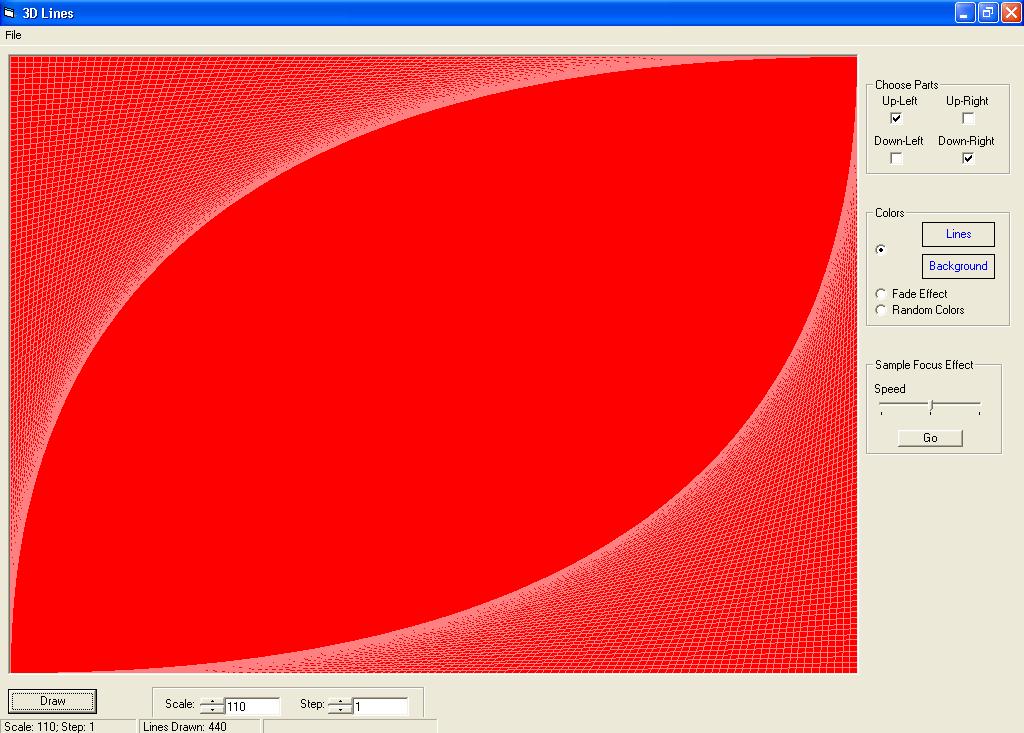 3D Lines
File
Choose Parts
Up-Left Up-Right
Down-Left Down-Right
Colors
Lines
Background
Fade Effect
Random Colors
Sample Focus Effect
Speed
Go
Draw
Scale: 110 Step: 1
Scale: 110; Step: 1 Lines Drawn: 440